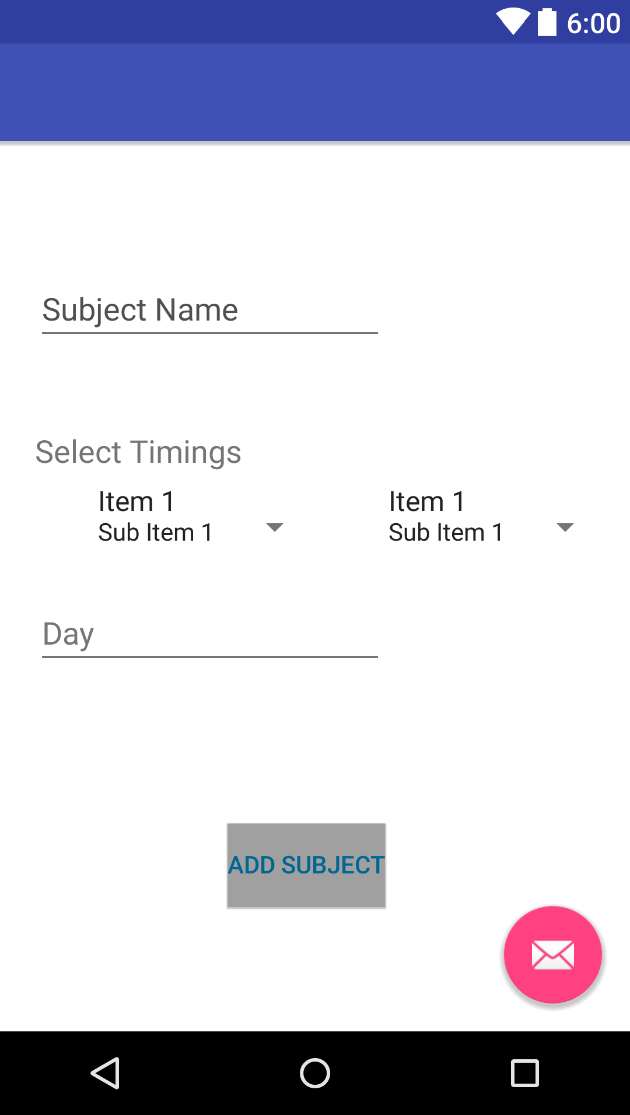 6:00
Subject Name
Select Timings
Item 1 Item 1
Sub Item 1 Sub Item 1
Day
ADD SUBJECT